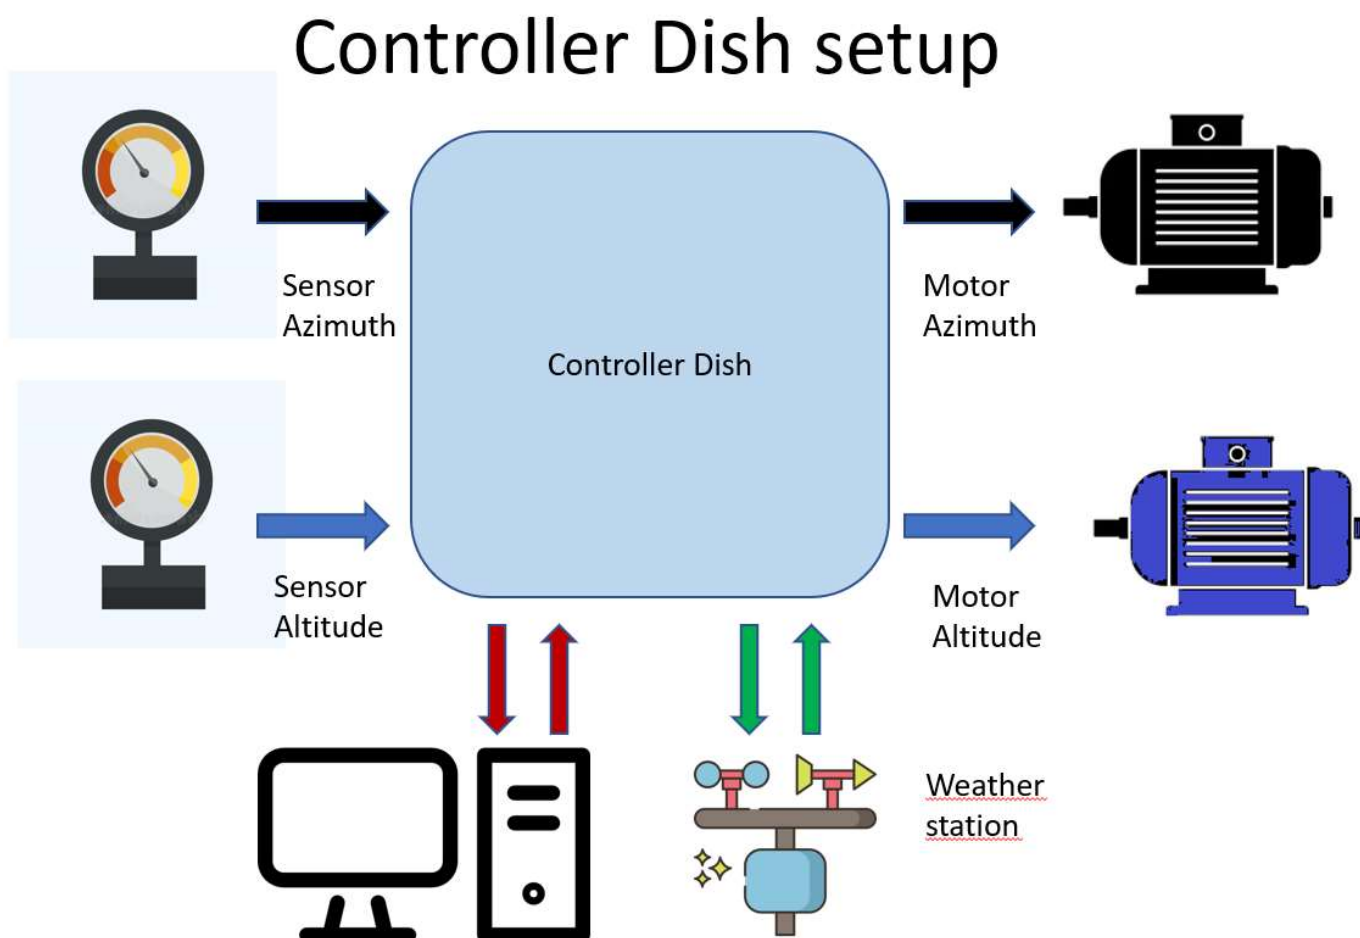 Controller Dish setup
Sensor
Azimuth
Motor
Azimuth
Controller Dish
Sensor
Altitude
Motor
Altitude
Weather
station